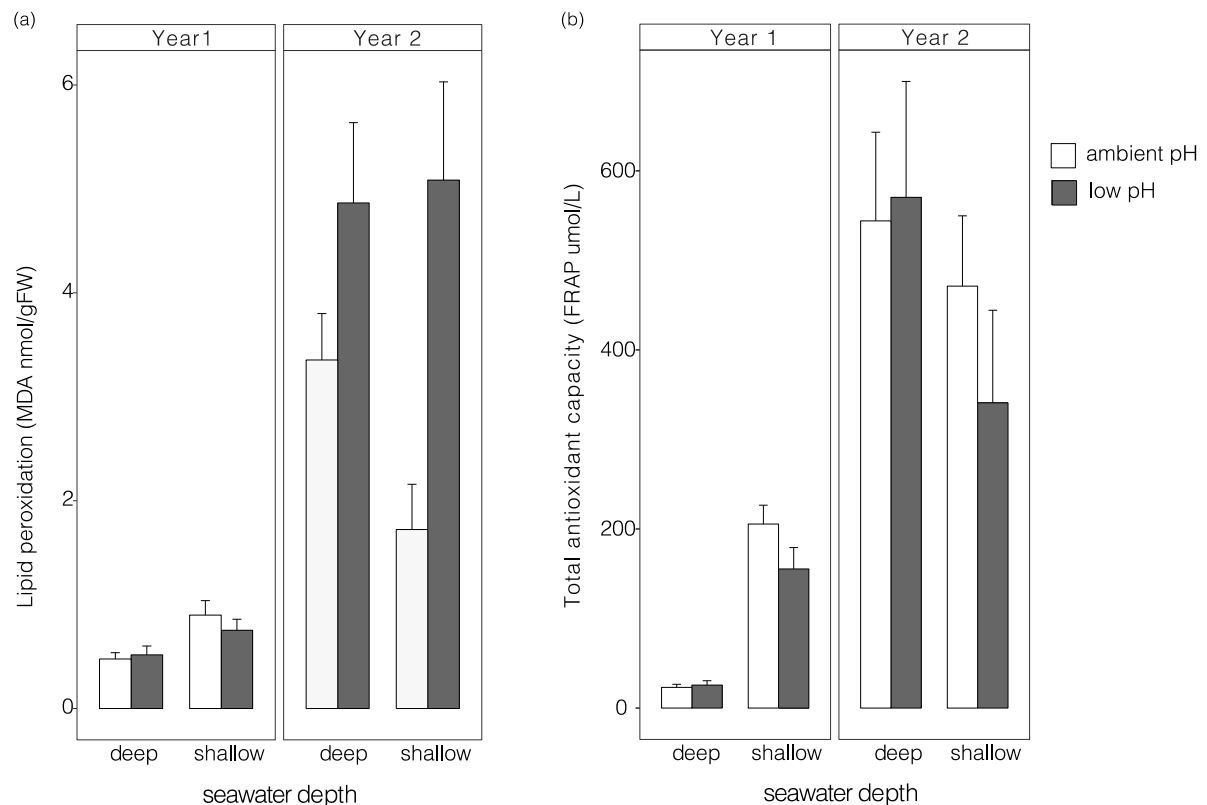 (a)
Year1
Year 2
Lipid peroxidation (MDA nmol/gFW)
6
4
2
0
deep
shallow
deep
shallow
seawater depth
(b)
Year 1
Year 2
Total antioxidant capacity (FRAP umol/L)
600
400
200
0
deep
shallow
deep
shallow
seawater depth
ambient pH
low pH